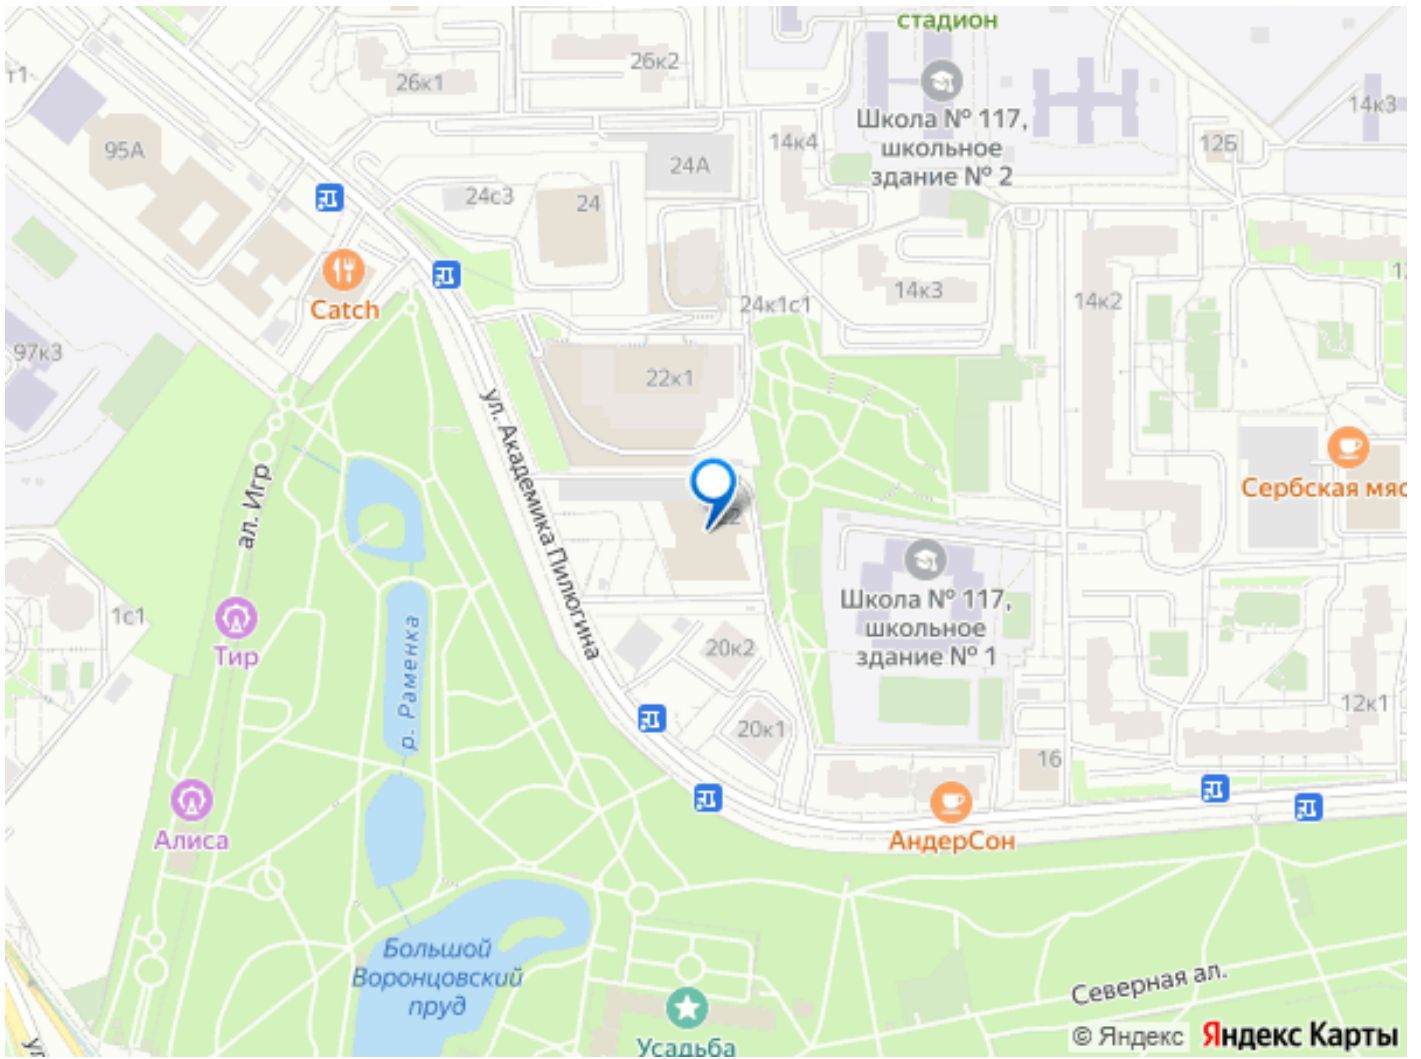 стадион
26к2
26к1
Школа № 117,
школьное
здание № 2
14к3
95А
14к4
12Б
24А
24с3
24
Catch
14к3
24к1с1
14к2
97к3
22к1
ул. Академика Пилюгина
ал. Игр
Сербская мяс
Школа № 117,
школьное
здание № 1
1с1
Тир
р. Раменка
20к2
20к1
12к1
16
Алиса
АндерСон
Большой
Воронцовский
пруд
Северная ал.
Усадьба
© Яндекс Яндекс Карты